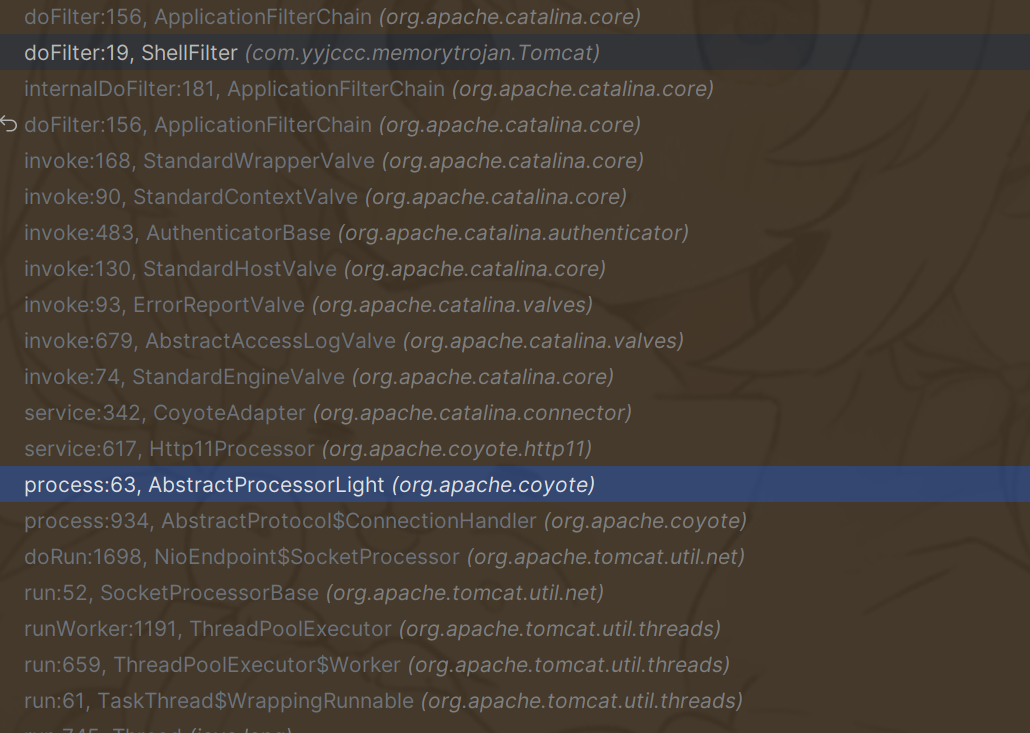 doFilter:156, ApplicationFilterChain (org.apache.catalina.core)
doFilter:19, ShellFilter (com.yyjccc.memorytrojan.Tomcat)
internalDoFilter:181, ApplicationFilterChain (org.apache.catalina.core)
doFilter:156, ApplicationFilterChain (org.apache.catalina.core)
invoke:168, StandardWrapperValve (org.apache.catalina.core)
invoke:90, StandardContextValve (org.apache.catalina.core)
invoke:483, AuthenticatorBase (org.apache.catalina.authenticator)
invoke:130, StandardHostValve (org.apache.catalina.core)
invoke:93, ErrorReportValve (org.apache.catalina.valves)
invoke:679, AbstractAccessLogValve (org.apache.catalina.valves)
invoke:74, StandardEngineValve (org.apache.catalina.core)
service:342, CoyoteAdapter (org.apache.catalina.connector)
service:617, Http11Processor (org.apache.coyote.http11)
process:63, AbstractProcessorLight (org.apache.coyote)
process:934, AbstractProtocol$ConnectionHandler (org.apache.coyote)
doRun:1698, NioEndpoint$SocketProcessor (org.apache.tomcat.util.net)
run:52, SocketProcessorBase (org.apache.tomcat.util.net)
runWorker:1191, ThreadPoolExecutor (org.apache.tomcat.util.threads)
run:659, ThreadPoolExecutor$Worker (org.apache.tomcat.util.threads)
run:61, TaskThread$WrappingRunnable (org.apache.tomcat.util.threads)